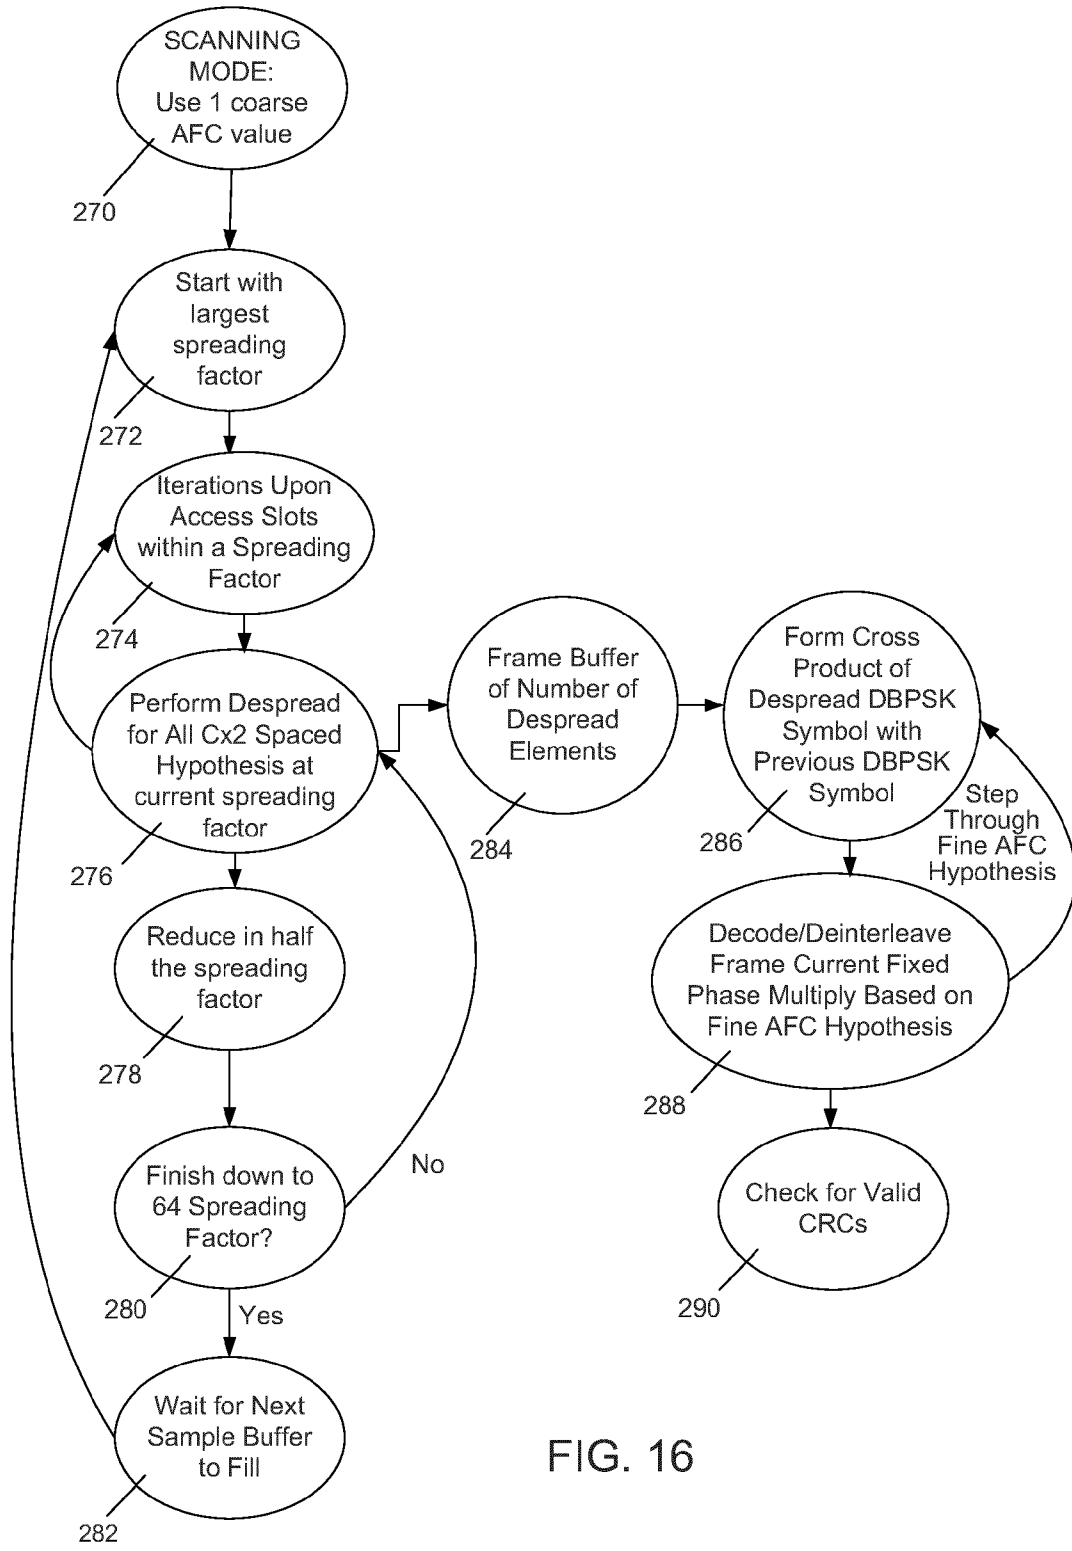 SCANNING
MODE:
Use 1 coarse
AFC value
270
Start with
largest
spreading
factor
272
Iterations Upon
Access Slots
within a Spreading
Factor
274
Perform Despread
for All Cx2 Spaced
Hypothesis at
current spreading
factor
276
Reduce in half
the spreading
factor
278
Finish down to
64 Spreading
Factor?
280
No
Yes
Wait for Next
Sample Buffer
to Fill
282
Frame Buffer
of Number of
Despread
Elements
284
Form Cross
Product of
Despread DBPSK
Symbol with
Previous DBPSK
Symbol
286
Step
Through
Fine AFC
Hypothesis
Decode/Deinterleave
Frame Current Fixed
Phase Multiply Based on
Fine AFC Hypothesis
288
Check for Valid
CRCs
290
FIG. 16